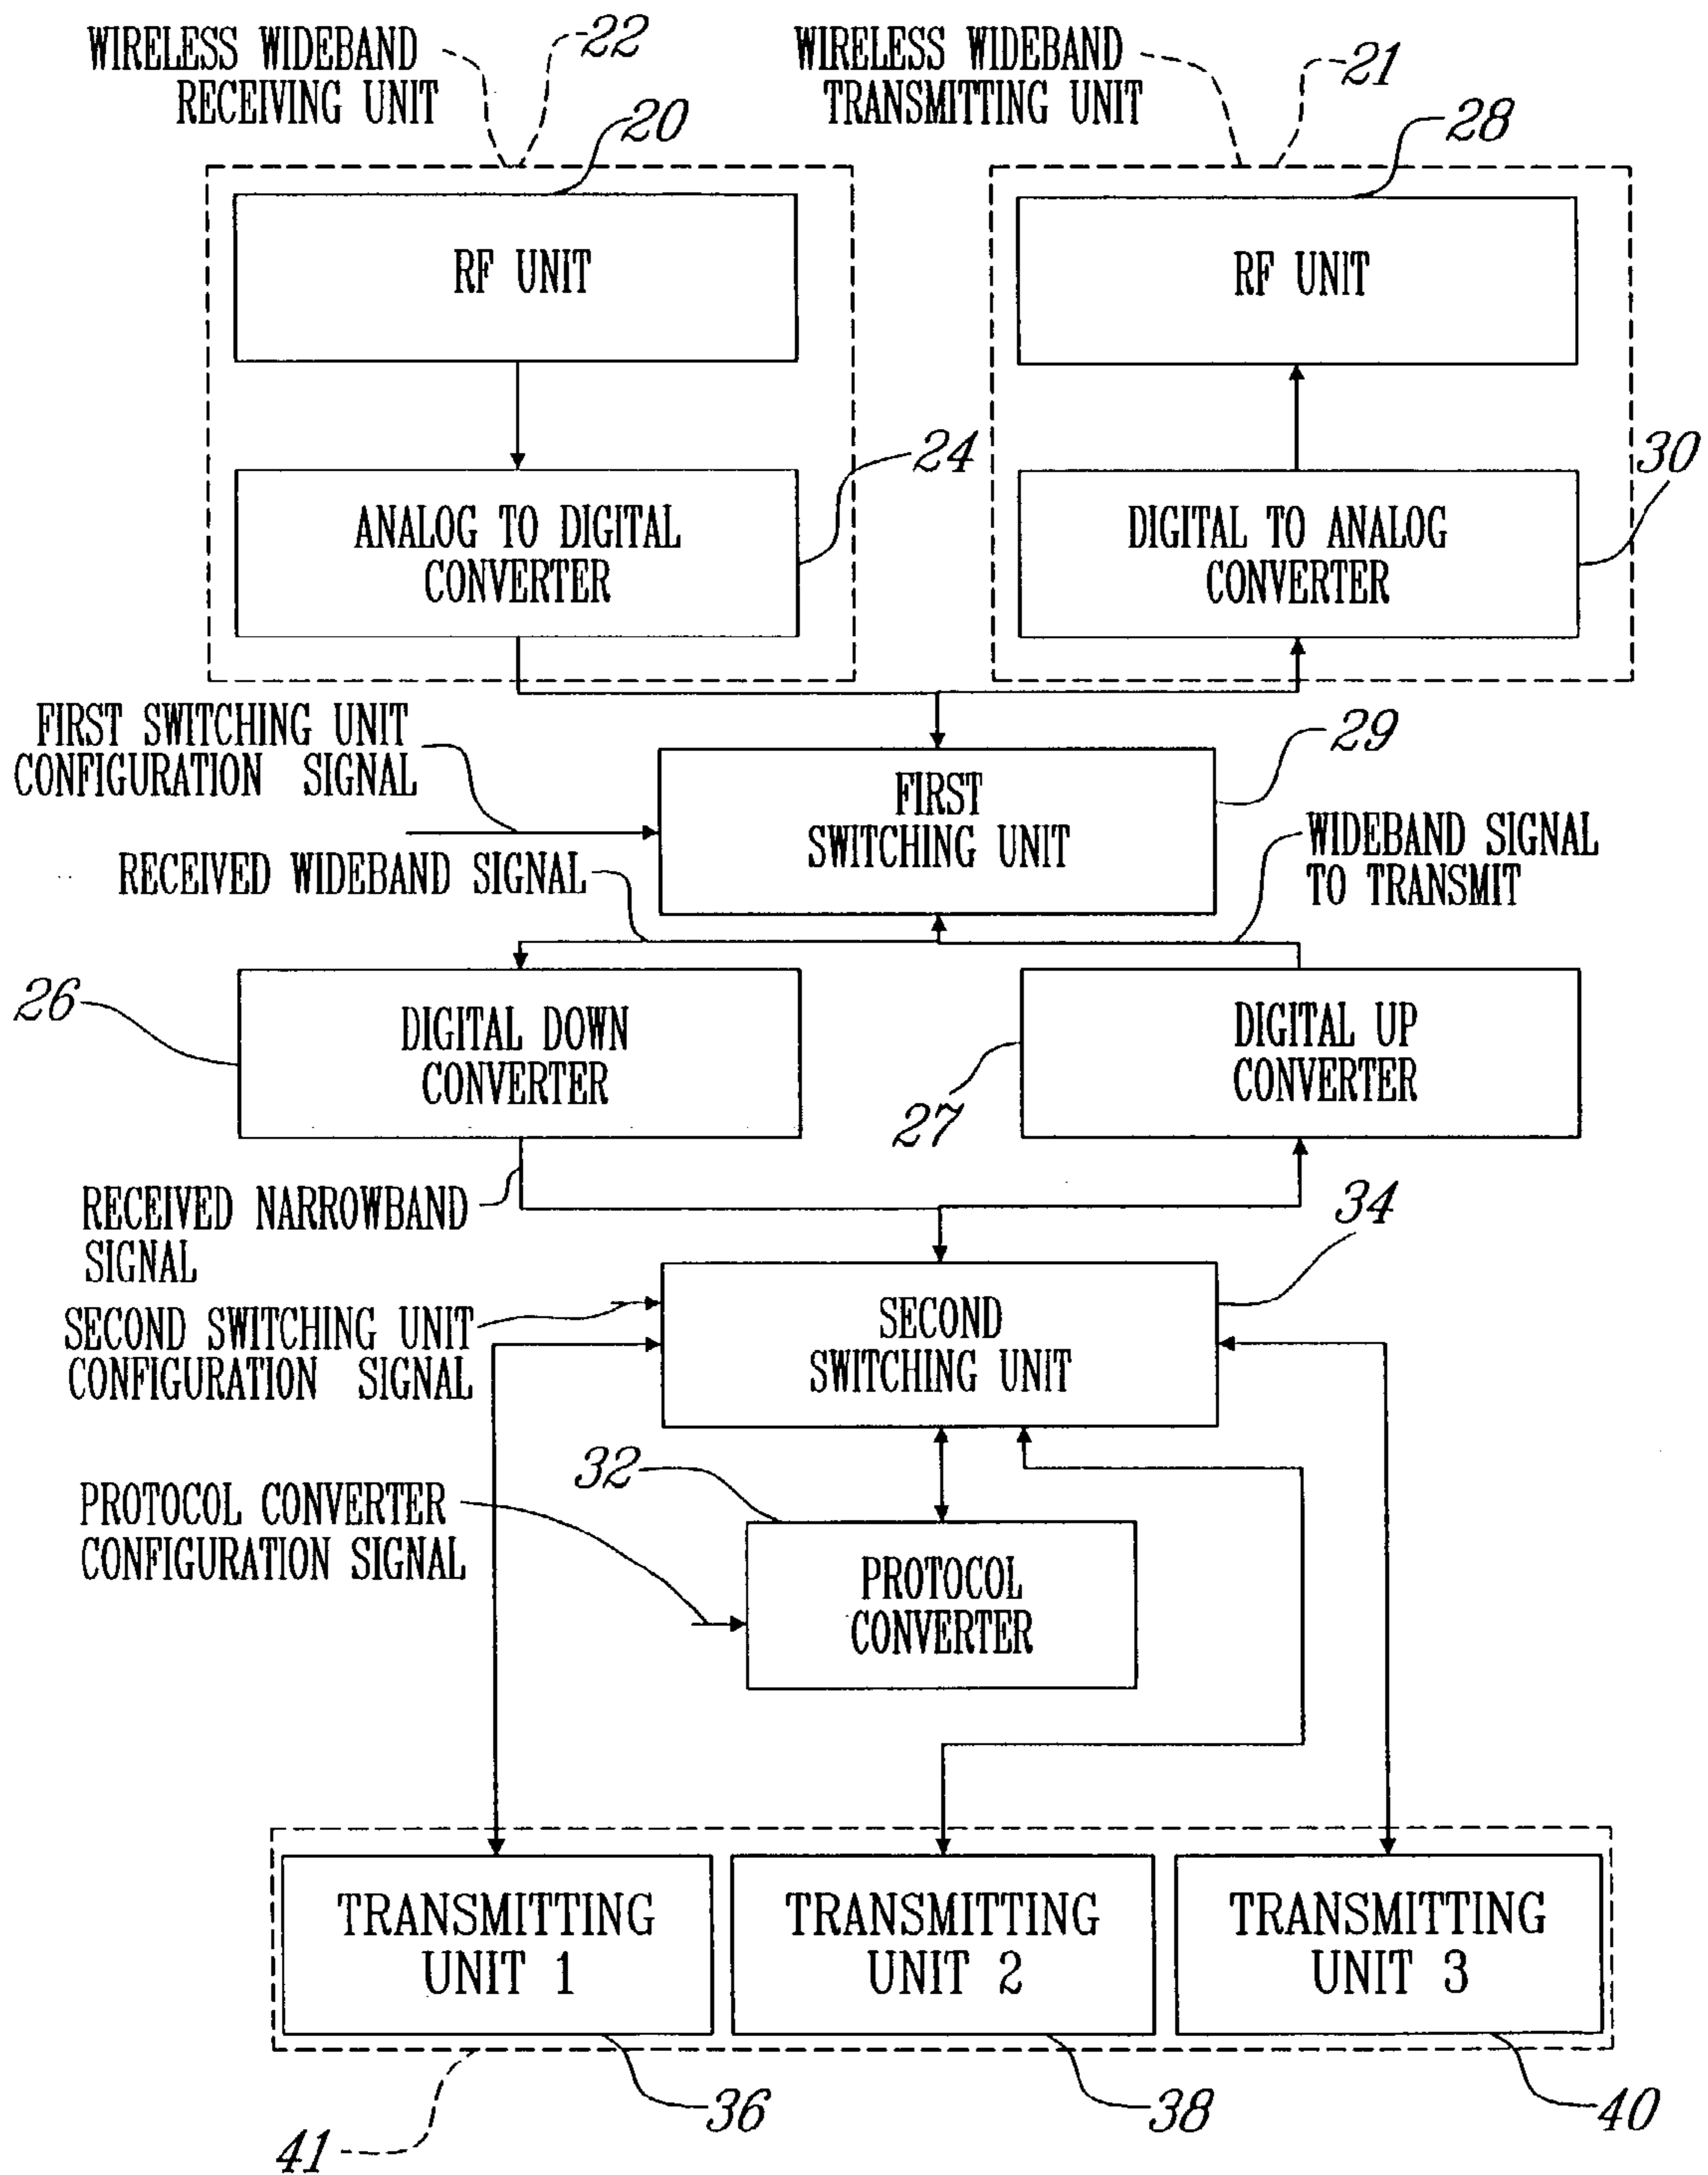 WIRELESS WIDEBAND
RECEIVING UNIT
22
WIRELESS WIDEBAND
TRANSMITTING UNIT
21
20
28
RF UNIT
RF UNIT
24
30
ANALOG TO DIGITAL
CONVERTER
DIGITAL TO ANALOG
CONVERTER
FIRST SWITCHING UNIT
CONFIGURATION SIGNAL
29
FIRST
SWITCHING UNIT
RECEIVED WIDEBAND SIGNAL
WIDEBAND SIGNAL
TO TRANSMIT
26
DIGITAL DOWN
CONVERTER
27
DIGITAL UP
CONVERTER
RECEIVED NARROWBAND
SIGNAL
34
SECOND SWITCHING UNIT
CONFIGURATION SIGNAL
SECOND
SWITCHING UNIT
32
PROTOCOL CONVERTER
CONFIGURATION SIGNAL
PROTOCOL
CONVERTER
TRANSMITTING
UNIT 1
TRANSMITTING
UNIT 2
TRANSMITTING
UNIT 3
41
36
38
40